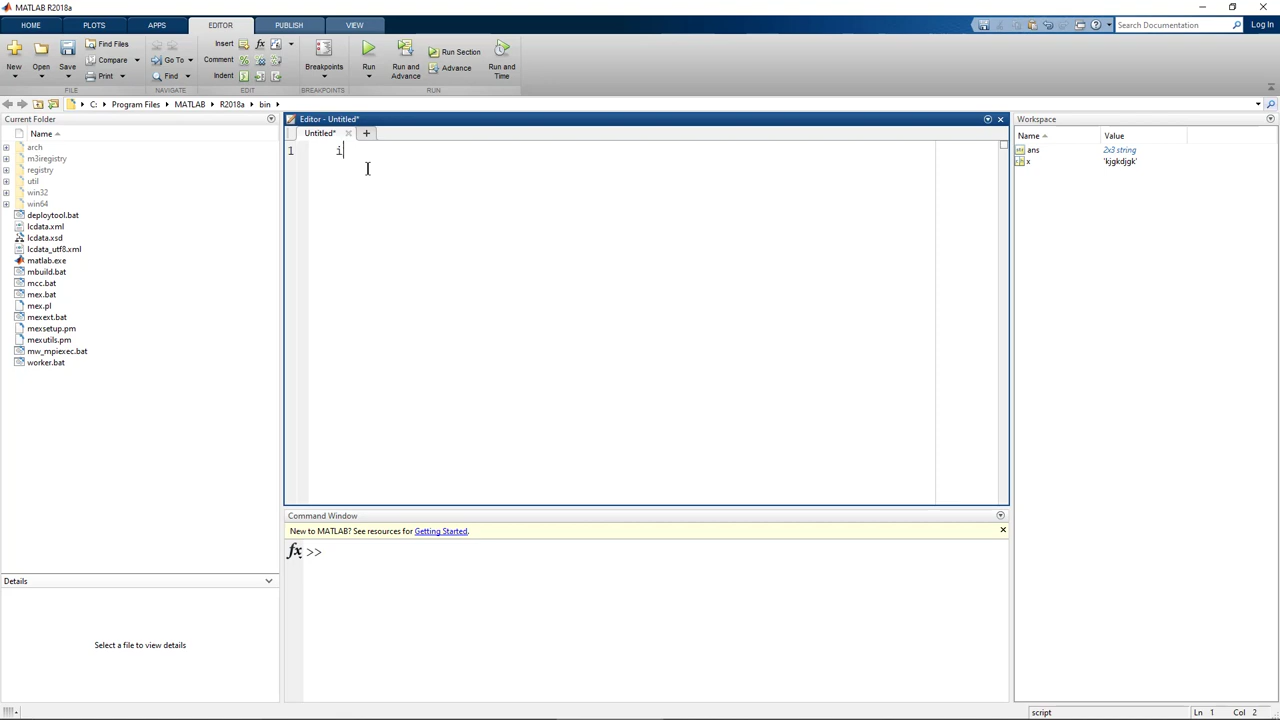 MATLAB R2018a
HOME PLOTS APPS EDITOR PUBLISH VIEW Search Documentation Log In
New Open Save Find Files Compare Print
Go To Find
Insert fx
Comment
Indent
Breakpoints
Run Run and Advance Run Section Advance Run and Time
FILE NAVIGATE EDIT BREAKPOINTS RUN
C: Program Files MATLAB R2018a bin
Current Folder
Name
arch
m3iregistry
registry
util
win32
win64
deploytool.bat
lcdata.xml
lcdata.xsd
lcdata_utf8.xml
matlab.exe
mbuild.bat
mcc.bat
mex.bat
mex.pl
mexext.bat
mexsetup.pm
mexutils.pm
mw_mpiexec.bat
worker.bat
Details
Select a file to view details
Editor - Untitled*
Untitled* +
1 i
Command Window
New to MATLAB? See resources for Getting Started.
fx >>
Workspace
Name Value
ans 2x3 string
x 'kjgkdjgk'
script Ln 1 Col 2